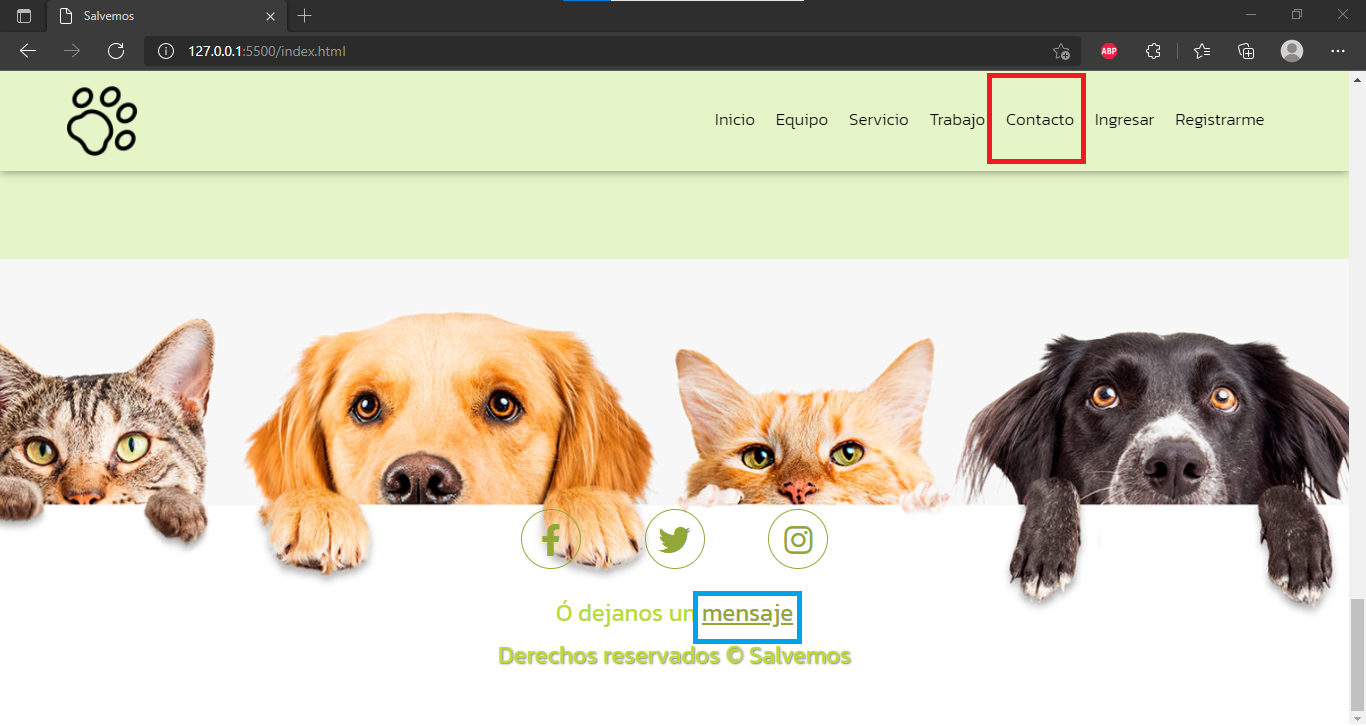 Salvemos
127.0.0.1:5500/index.html
ABP
Inicio Equipo Servicio Trabajo Contacto Ingresar Registrarme
Ó dejanos un mensaje
Derechos reservados © Salvemos